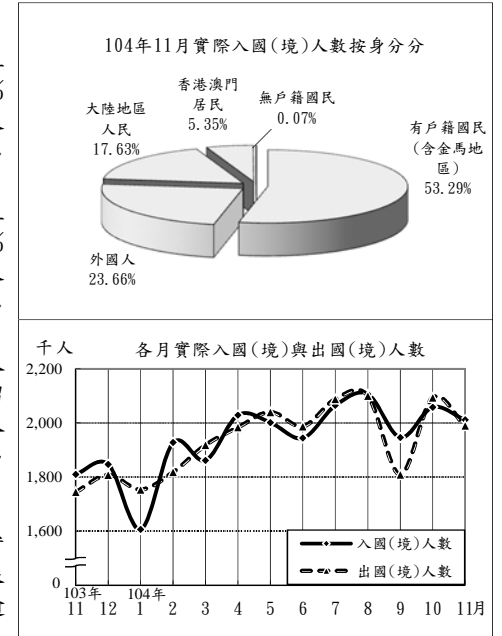 104年11月實際入國(境)人數按身分分
香港澳門
居民
5.35%
無戶籍國民
0.07%
大陸地區
人民
17.63%
有戶籍國民
(含金馬地
區)
53.29%
外國人
23.66%
千人
各月實際入國(境)與出國(境)人數
2,200
2,000
1,800
1,600
0
入國(境)人數
出國(境)人數
103年 104年
11 12 1 2 3 4 5 6 7 8 9 10 11月